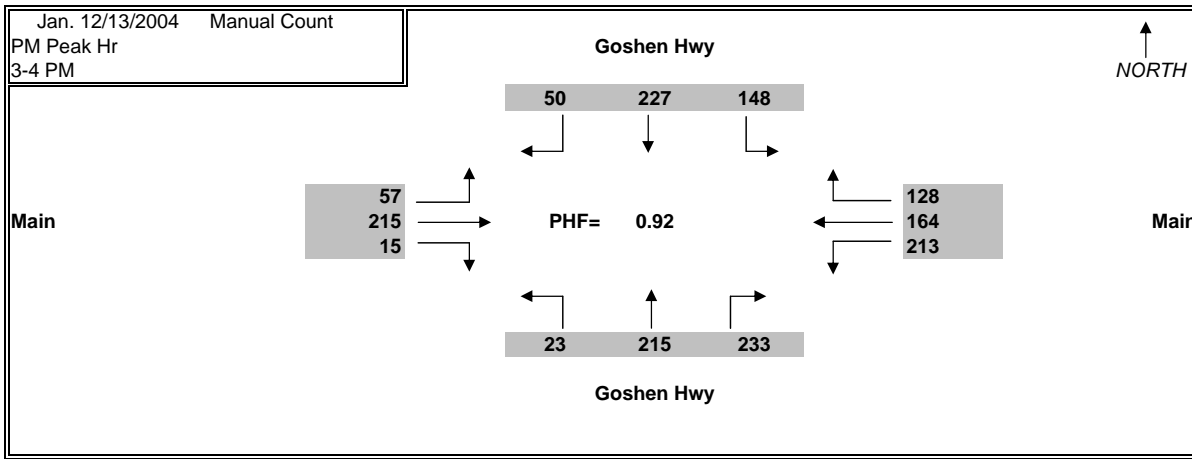 Jan. 12/13/2004 Manual Count
PM Peak Hr
3-4 PM
Goshen Hwy
NORTH
50 227 148
57
215
15
Main
PHF= 0.92
128
164
213
Main
23 215 233
Goshen Hwy